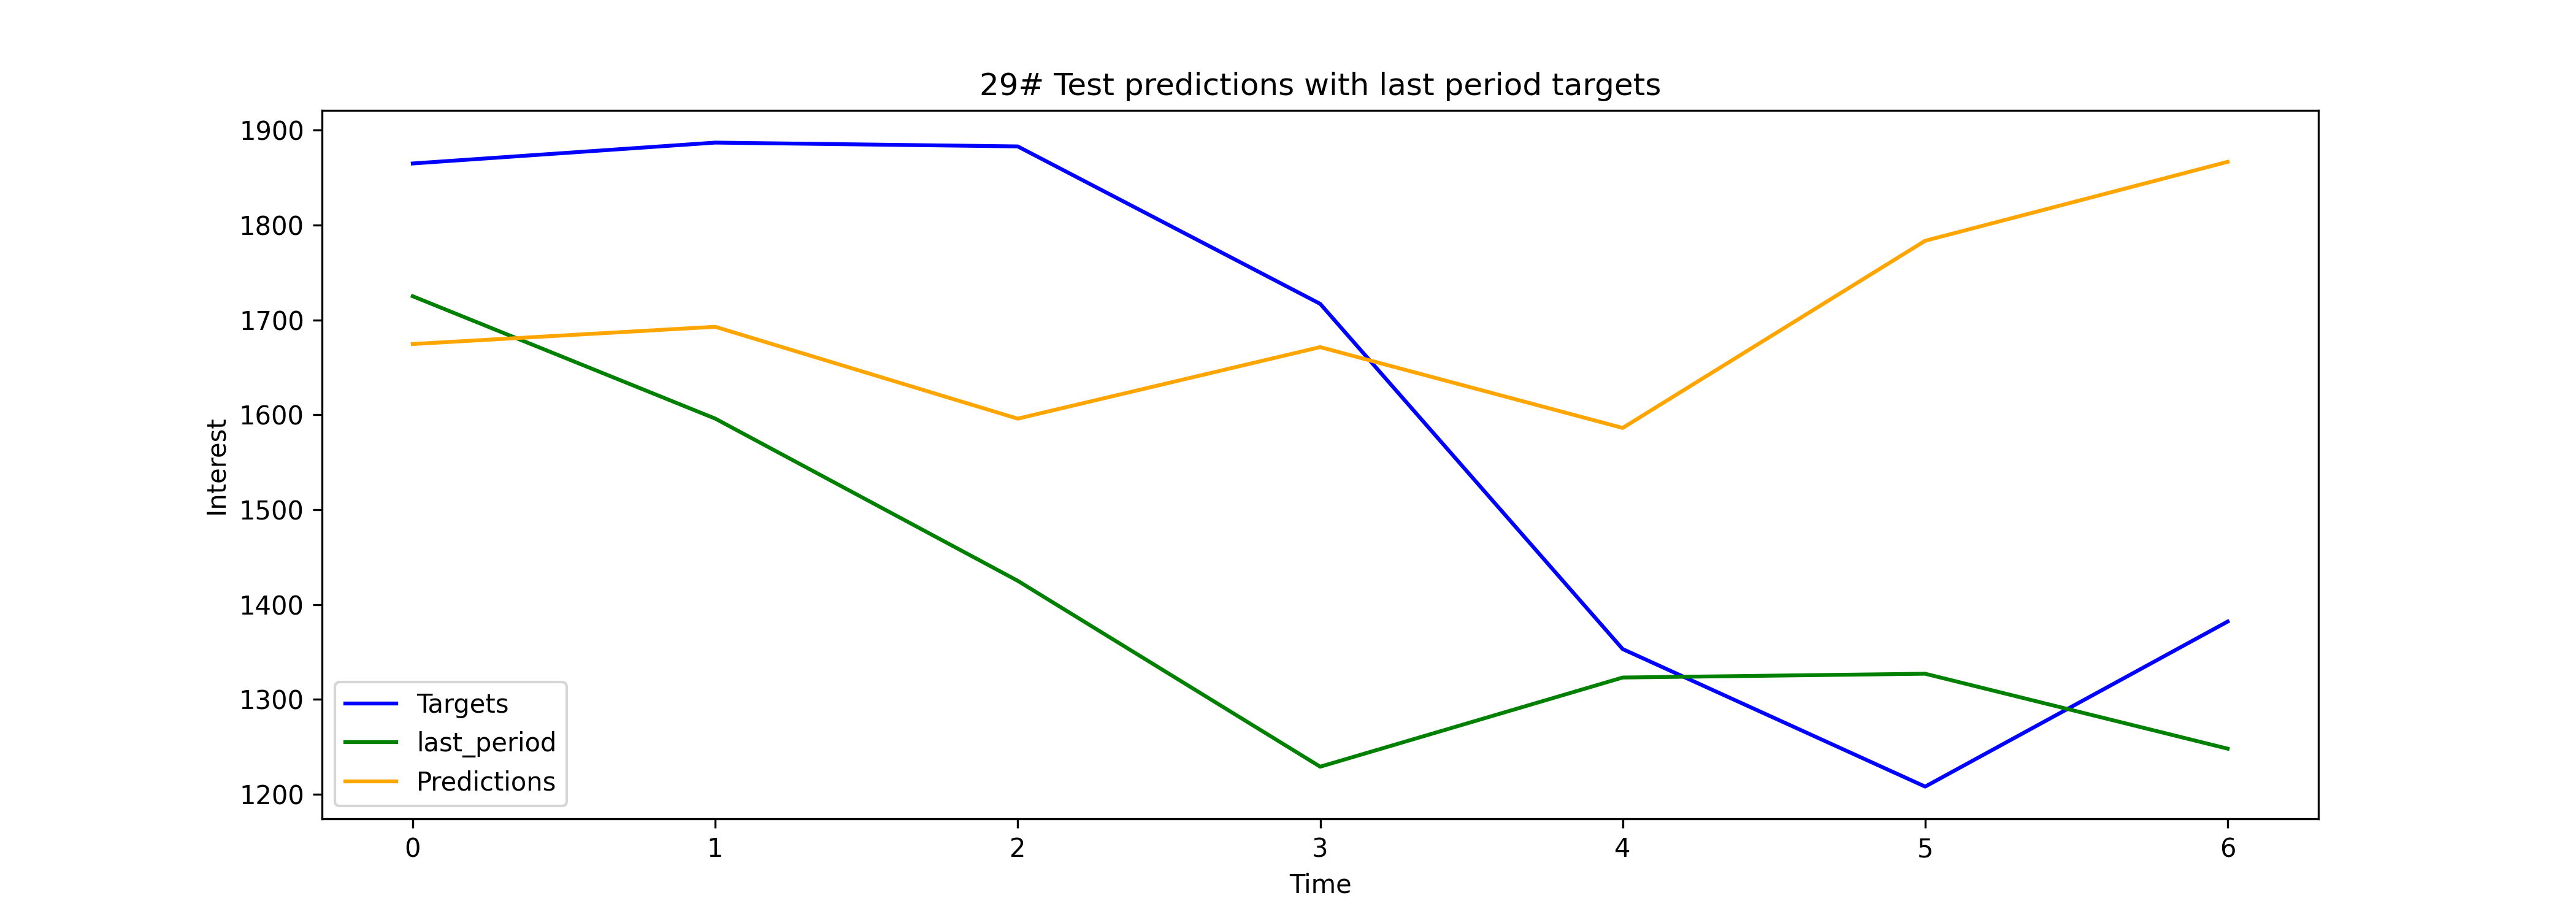 29# Test predictions with last period targets
1900
1800
1700
1600
1500
1400
1300
1200
Interest
Targets
last_period
Predictions
0 1 2 3 4 5 6
Time